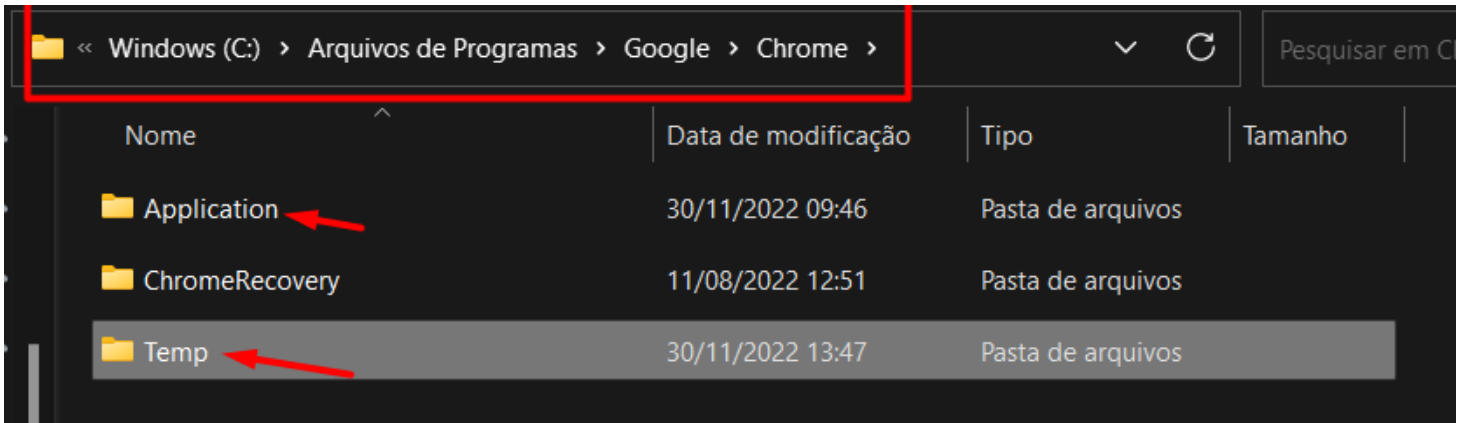 « Windows (C:) > Arquivos de Programas > Google > Chrome > Pesquisar em C
Nome Data de modificação Tipo Tamanho
Application 30/11/2022 09:46 Pasta de arquivos
ChromeRecovery 11/08/2022 12:51 Pasta de arquivos
Temp 30/11/2022 13:47 Pasta de arquivos